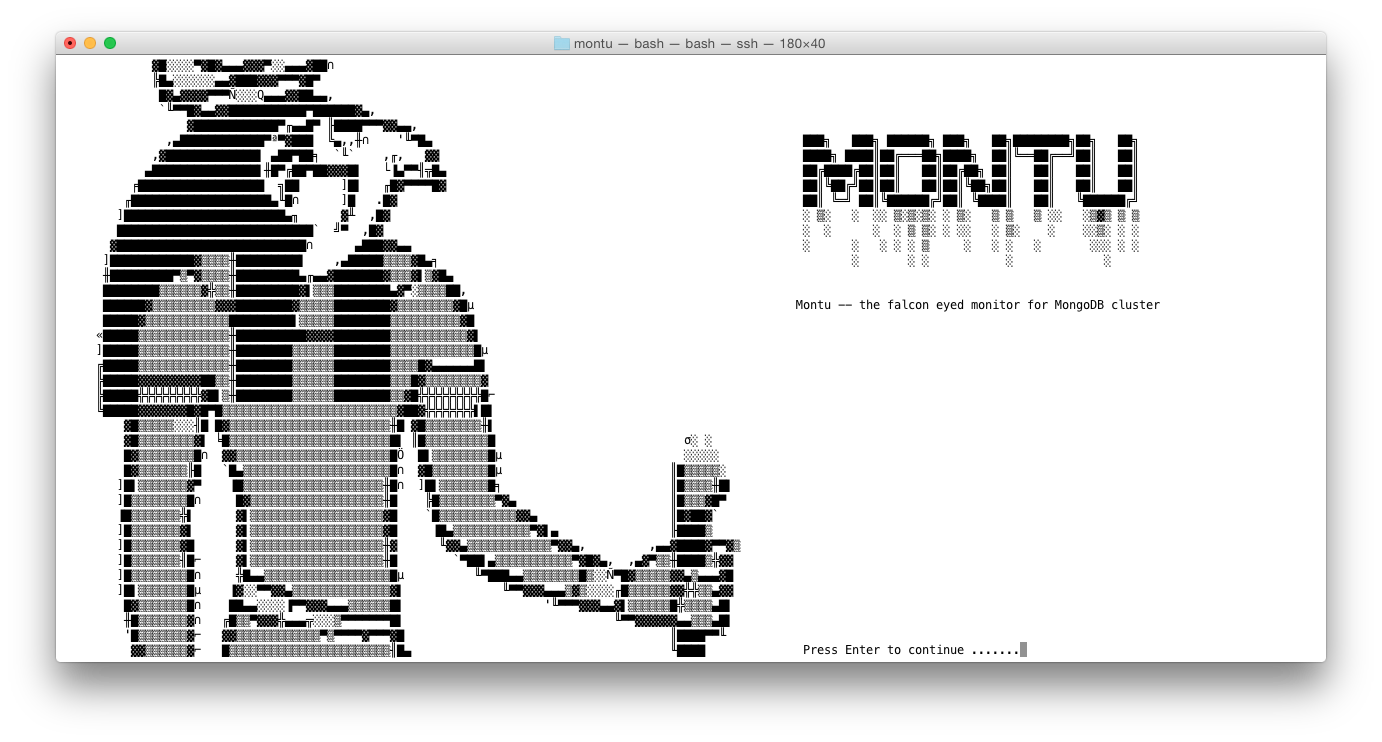 montu — bash — bash — ssh — 180×40
MONTU
Montu —— the falcon eyed monitor for MongoDB cluster
Press Enter to continue .......